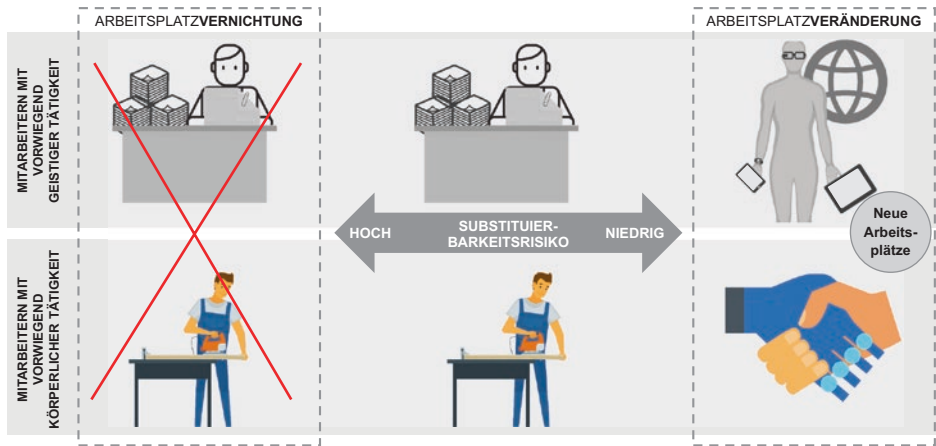 ARBEITSPLATZVERNICHTUNG
ARBEITSPLATZVERÄNDERUNG
MITARBEITERN MIT
VORWIEGEND
GEISTIGER TÄTIGKEIT
HOCH
SUBSTITUIER-
BARKEITSRISIKO
NIEDRIG
Neue
Arbeits-
plätze
MITARBEITERN MIT
VORWIEGEND
KÖRPERLICHER TÄTIGKEIT